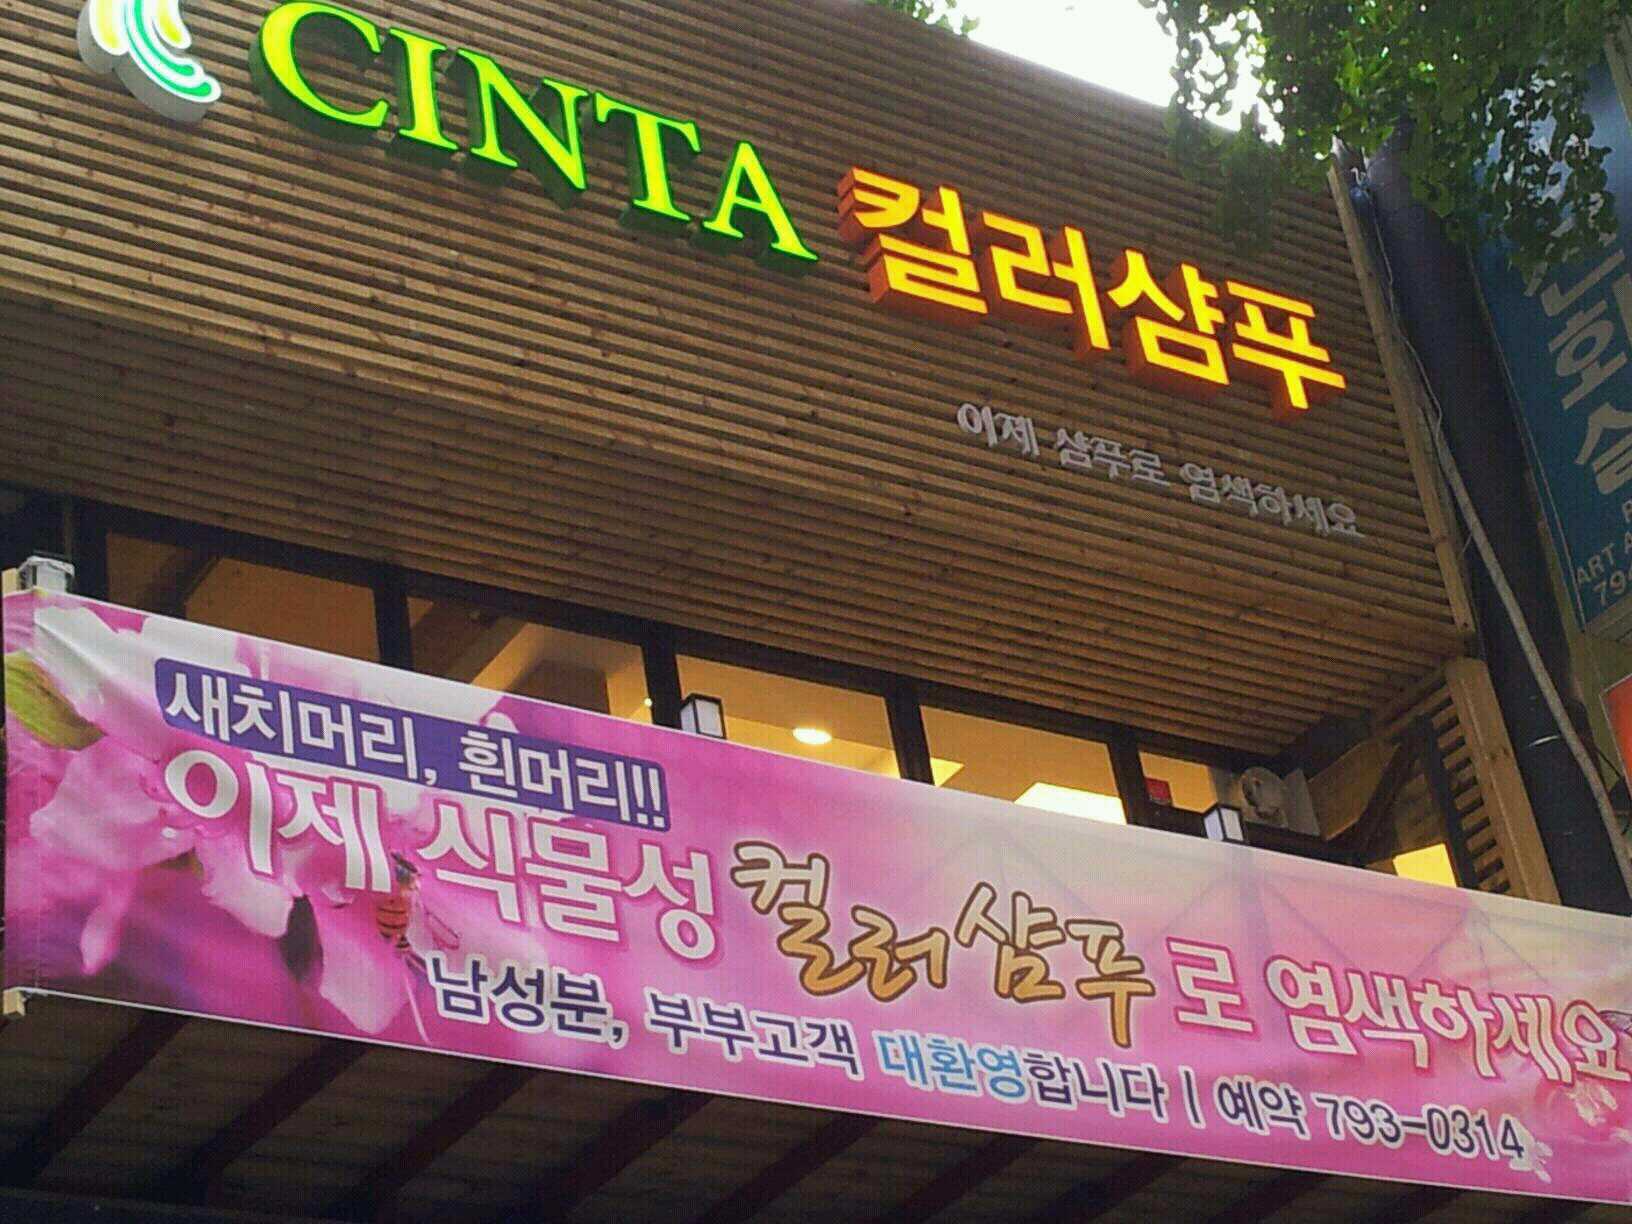 CINTA 컬러샴푸
이제 샴푸로 염색하세요
새치머리, 흰머리!!
이제 식물성 컬러샴푸로 염색하세요
남성분, 부부고객 대환영합니다 | 예약 793-0314
ART